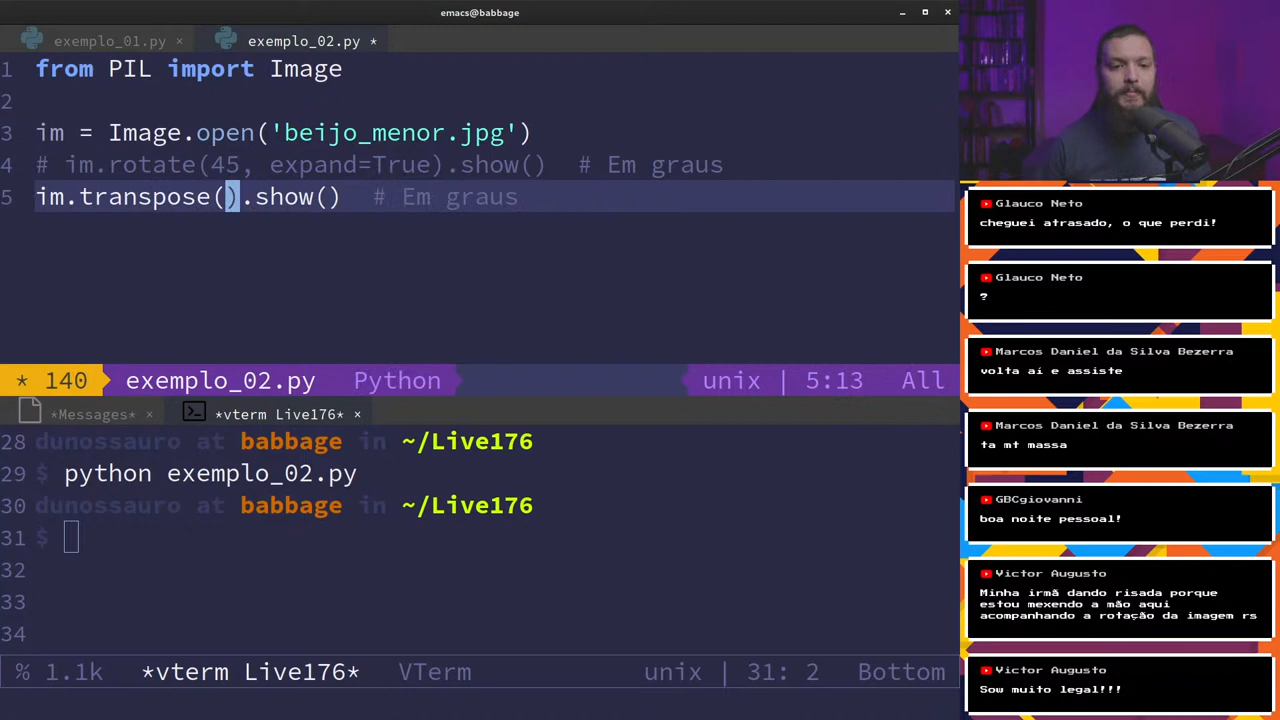 emacs@babbage
exemplo_01.py ×
exemplo_02.py *
1 from PIL import Image
2
3 im = Image.open('beijo_menor.jpg')
4 # im.rotate(45, expand=True).show()  # Em graus
5 im.transpose().show()  # Em graus
* 140 exemplo_02.py Python unix | 5:13 All
*Messages* × *vterm Live176* ×
28 dunossauro at babbage in ~/Live176
29 $ python exemplo_02.py
30 dunossauro at babbage in ~/Live176
31 $
32
33
34
% 1.1k *vterm Live176* VTerm unix | 31: 2 Bottom
Glauco Neto
cheguei atrasado, o que perdi!
Glauco Neto
?
Marcos Daniel da Silva Bezerra
volta aí e assiste
Marcos Daniel da Silva Bezerra
ta mt massa
GBCgiovanni
boa noite pessoal!
Victor Augusto
Minha irmã dando risada porque
estou mexendo a mão aqui
acompanhando a rotação da imagem rs
Victor Augusto
Sow muito legal!!!